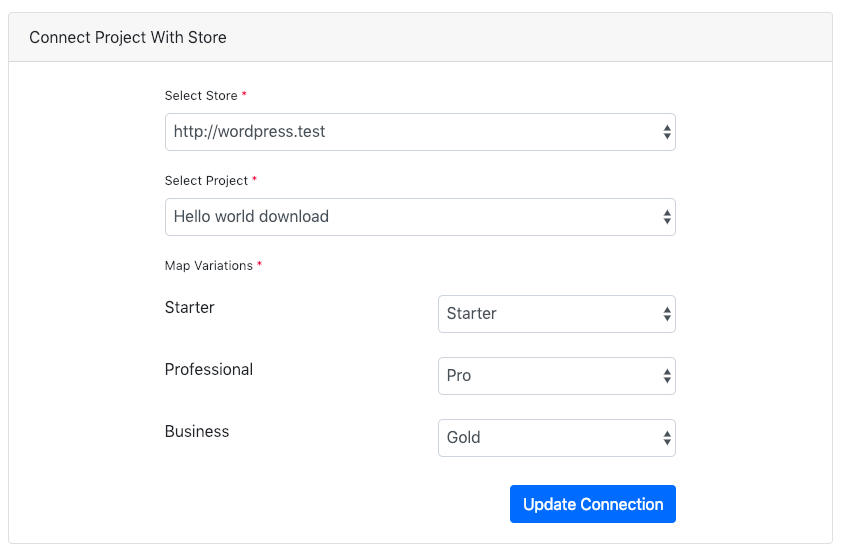 Connect Project With Store
Select Store *
http://wordpress.test
Select Project *
Hello world download
Map Variations *
Starter Starter
Professional Pro
Business Gold
Update Connection